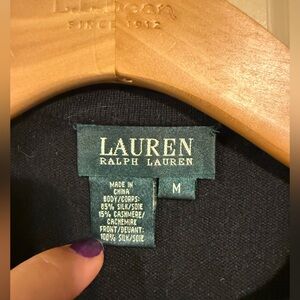 L.L.Bean
SINCE 1912
LAUREN
RALPH LAUREN
M
MADE IN
CHINA
BODY/CORPS:
85% SILK/SOIE
15% CASHMERE/
CACHEMIRE
FRONT/DEVANT:
100% SILK/SOIE